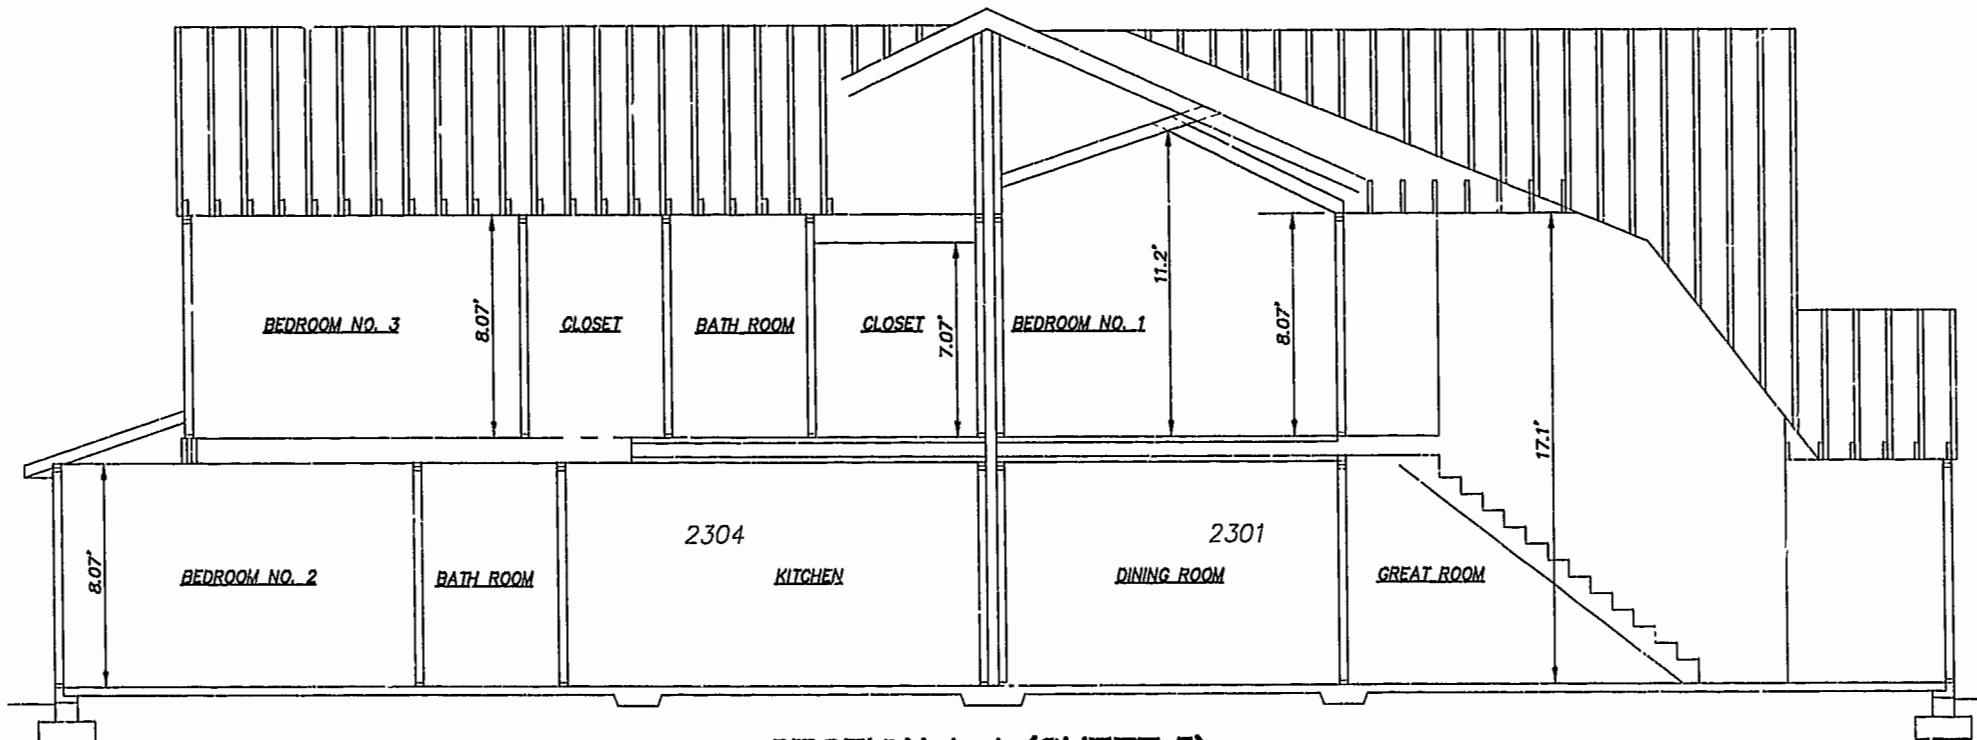 11.2'
BEDROOM NO. 3
8.07'
CLOSET
BATH ROOM
CLOSET
7.07'
BEDROOM NO. 1
8.07'
17.1'
2304
2301
8.07'
BEDROOM NO. 2
BATH ROOM
KITCHEN
DINING ROOM
GREAT ROOM